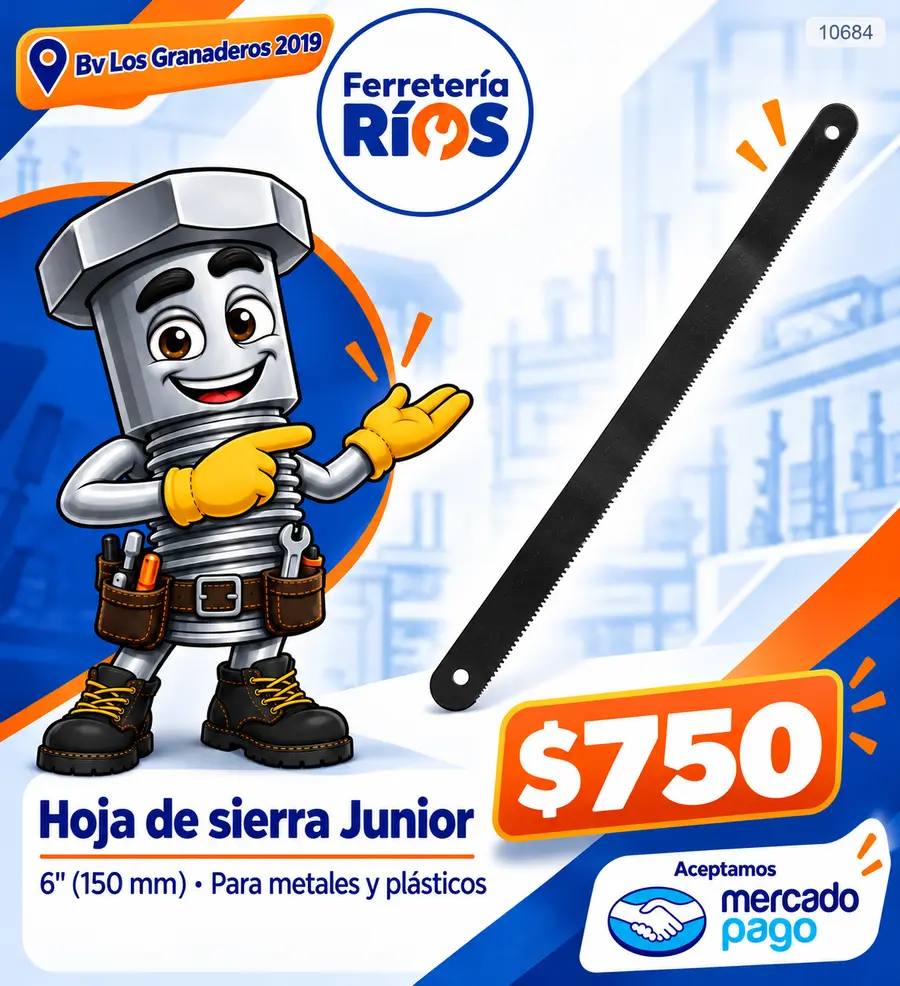 Bv Los Granaderos 2019
Ferretería
RÍOS
10684
$750
Hoja de sierra Junior
6" (150 mm) • Para metales y plásticos
Aceptamos
mercado
pago